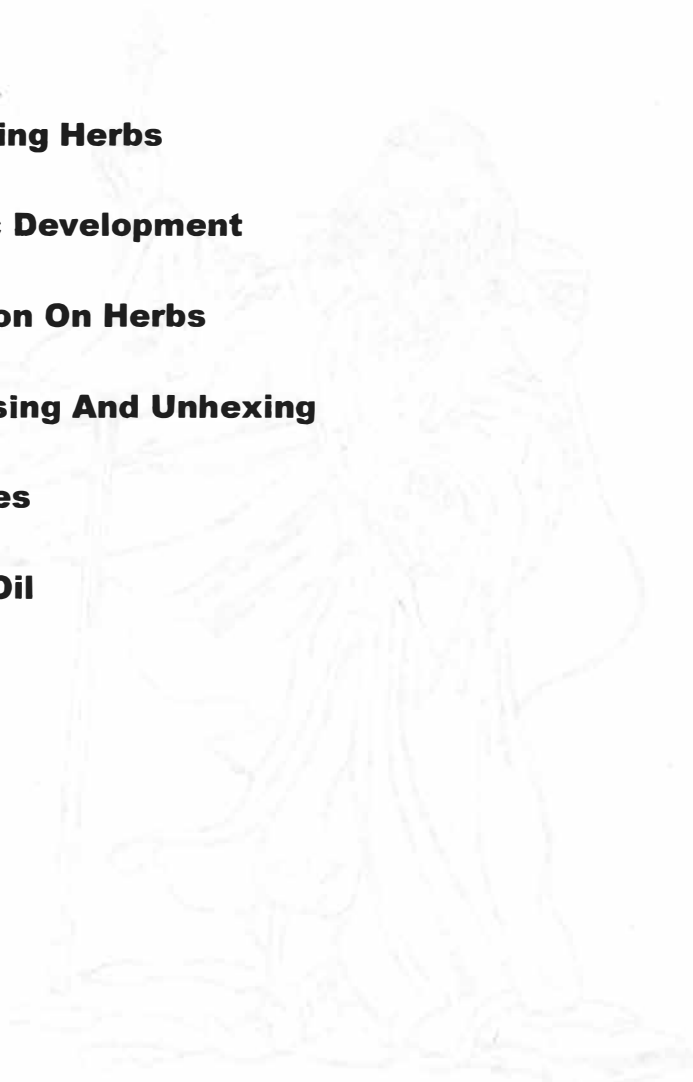 ing Herbs
Development
on On Herbs
sing And Unhexing
es
Oil